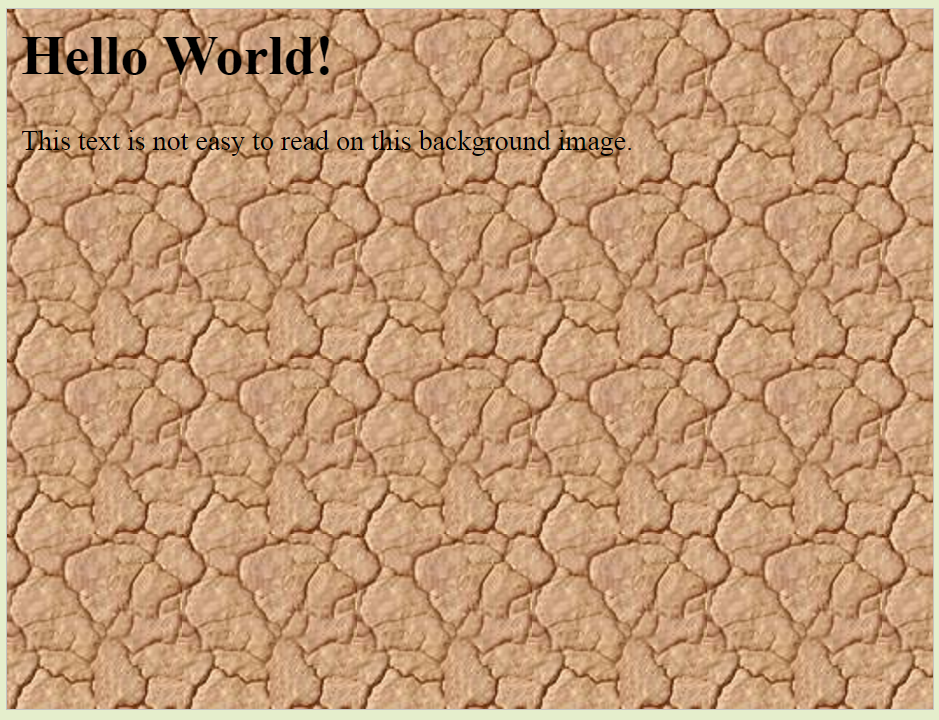 Hello World!
This text is not easy to read on this background image.